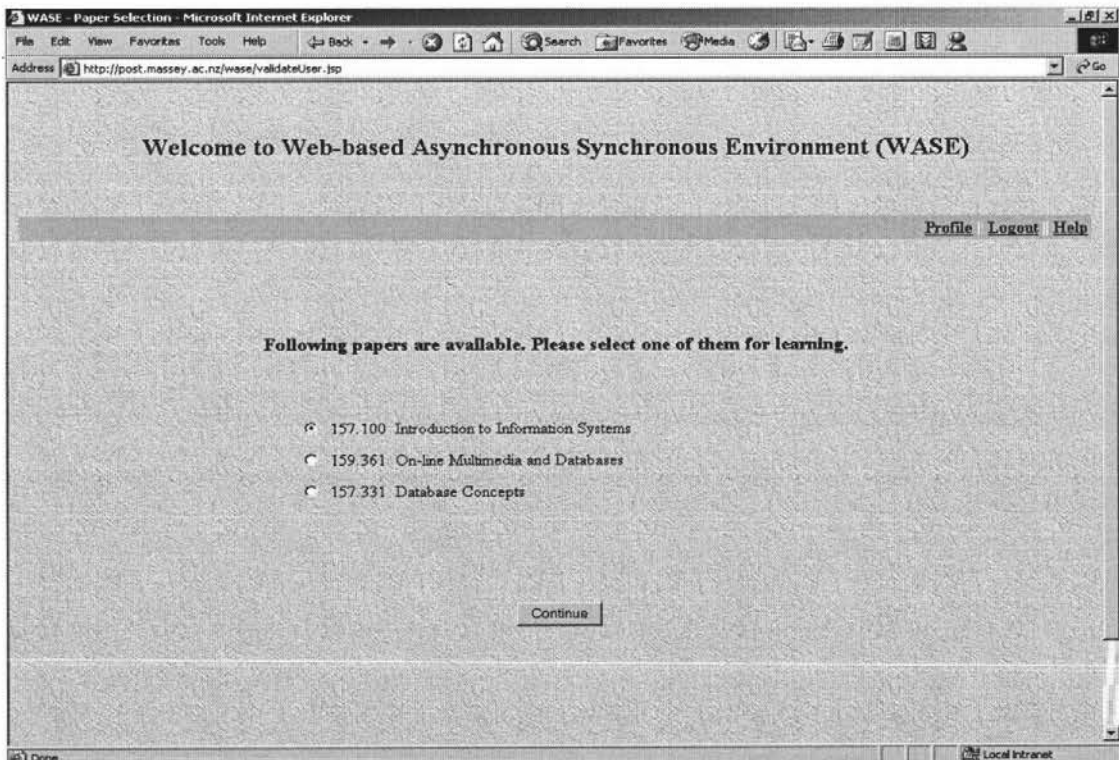 WASE - Paper Selection - Microsoft Internet Explorer
File Edit View Favorites Tools Help Back Search Favorites Media
Address http://post.massey.ac.nz/wase/validateUser.jsp Go
Welcome to Web-based Asynchronous Synchronous Environment (WASE)
Profile Logout Help
Following papers are available. Please select one of them for learning.
157.100 Introduction to Information Systems
159.361 On-line Multimedia and Databases
157.331 Database Concepts
Continue
Done Local intranet